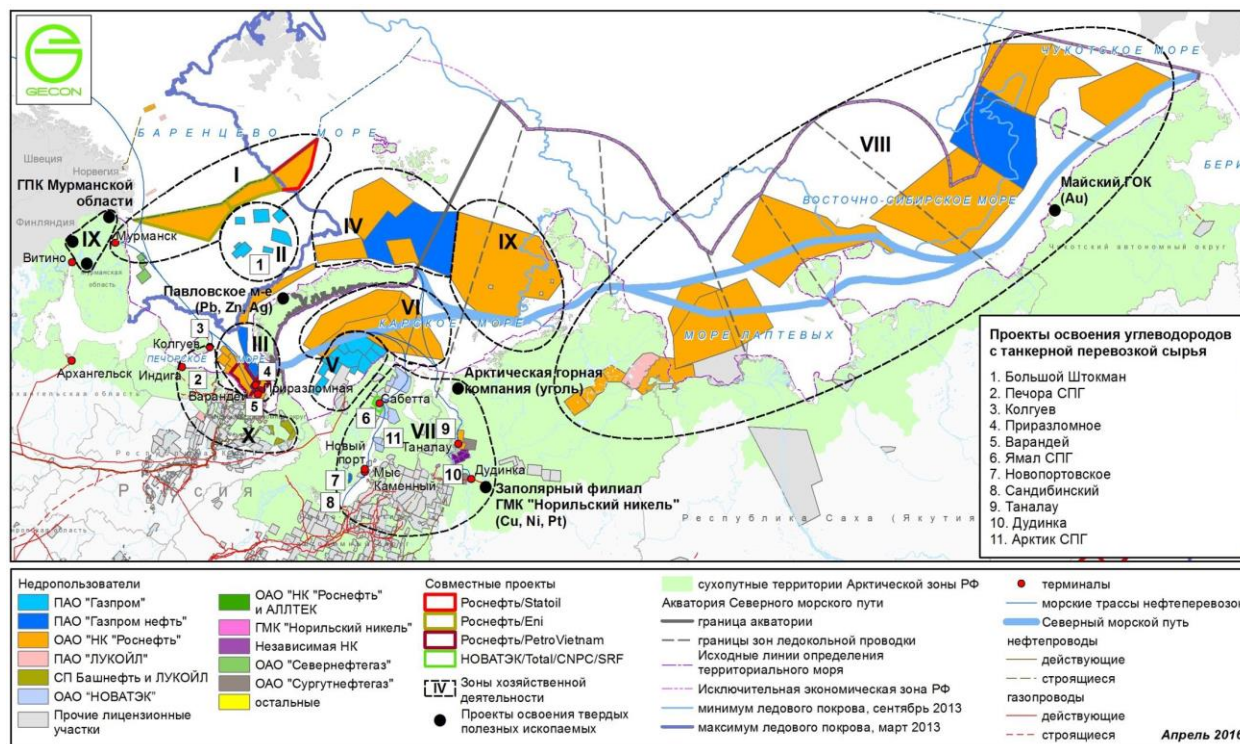 GECON
БАРЕНЦЕВО МОРЕ
ЧУКОТСКОЕ МОРЕ
Швеция
Норвегия
ГПК Мурманской
области
Финляндия
Мурманск
Витино
Мурманская
область
I
II
1
IV
IX
IX
VIII
ВОСТОЧНО-СИБИРСКОЕ МОРЕ
Майский ГОК
(Au)
БЕРИ
Чукотский автономный округ
Павловское м-е
(Pb, Zn, Ag)
VI
КАРСКОЕ МОРЕ
МОРЕ ЛАПТЕВЫХ
3
Колгуев
III
ПЕЧОРСКОЕ МОРЕ
Архангельск
Индига
2
4
Приразломная
Варандей
5
V
X
Арктическая горная
компания (уголь)
Сабетта
6
VII
11
9
Таналау
Новый
порт
7
Мыс
Каменный
8
10
Дудинка
Заполярный филиал
ГМК "Норильский никель"
(Cu, Ni, Pt)
Россия
Республика Саха (Якутия)
Проекты освоения углеводородов
с танкерной перевозкой сырья
1. Большой Штокман
2. Печора СПГ
3. Колгуев
4. Приразломное
5. Варандей
6. Ямал СПГ
7. Новопортовское
8. Сандибинский
9. Таналау
10. Дудинка
11. Арктик СПГ
Недропользователи
ПАО "Газпром"
ПАО "Газпром нефть"
ОАО "НК "Роснефть"
ПАО "ЛУКОЙЛ"
СП Башнефть и ЛУКОЙЛ
ОАО "НОВАТЭК"
Прочие лицензионные
участки
ОАО "НК "Роснефть"
и АЛЛТЕК
ГМК "Норильский никель"
Независимая НК
ОАО "Севернефтегаз"
ОАО "Сургутнефтегаз"
остальные
Совместные проекты
Роснефть/Statoil
Роснефть/Eni
Роснефть/PetroVietnam
НОВАТЭК/Total/CNPC/SRF
IV
Зоны хозяйственной
деятельности
Проекты освоения твердых
полезных ископаемых
сухопутные территории Арктической зоны РФ
Акватория Северного морского пути
граница акватории
границы зон ледокольной проводки
Исходные линии определения
территориального моря
Исключительная экономическая зона РФ
минимум ледового покрова, сентябрь 2013
максимум ледового покрова, март 2013
терминалы
морские трассы нефтеперевозок
Северный морской путь
нефтепроводы
действующие
строящиеся
газопроводы
действующие
строящиеся
Апрель 2016